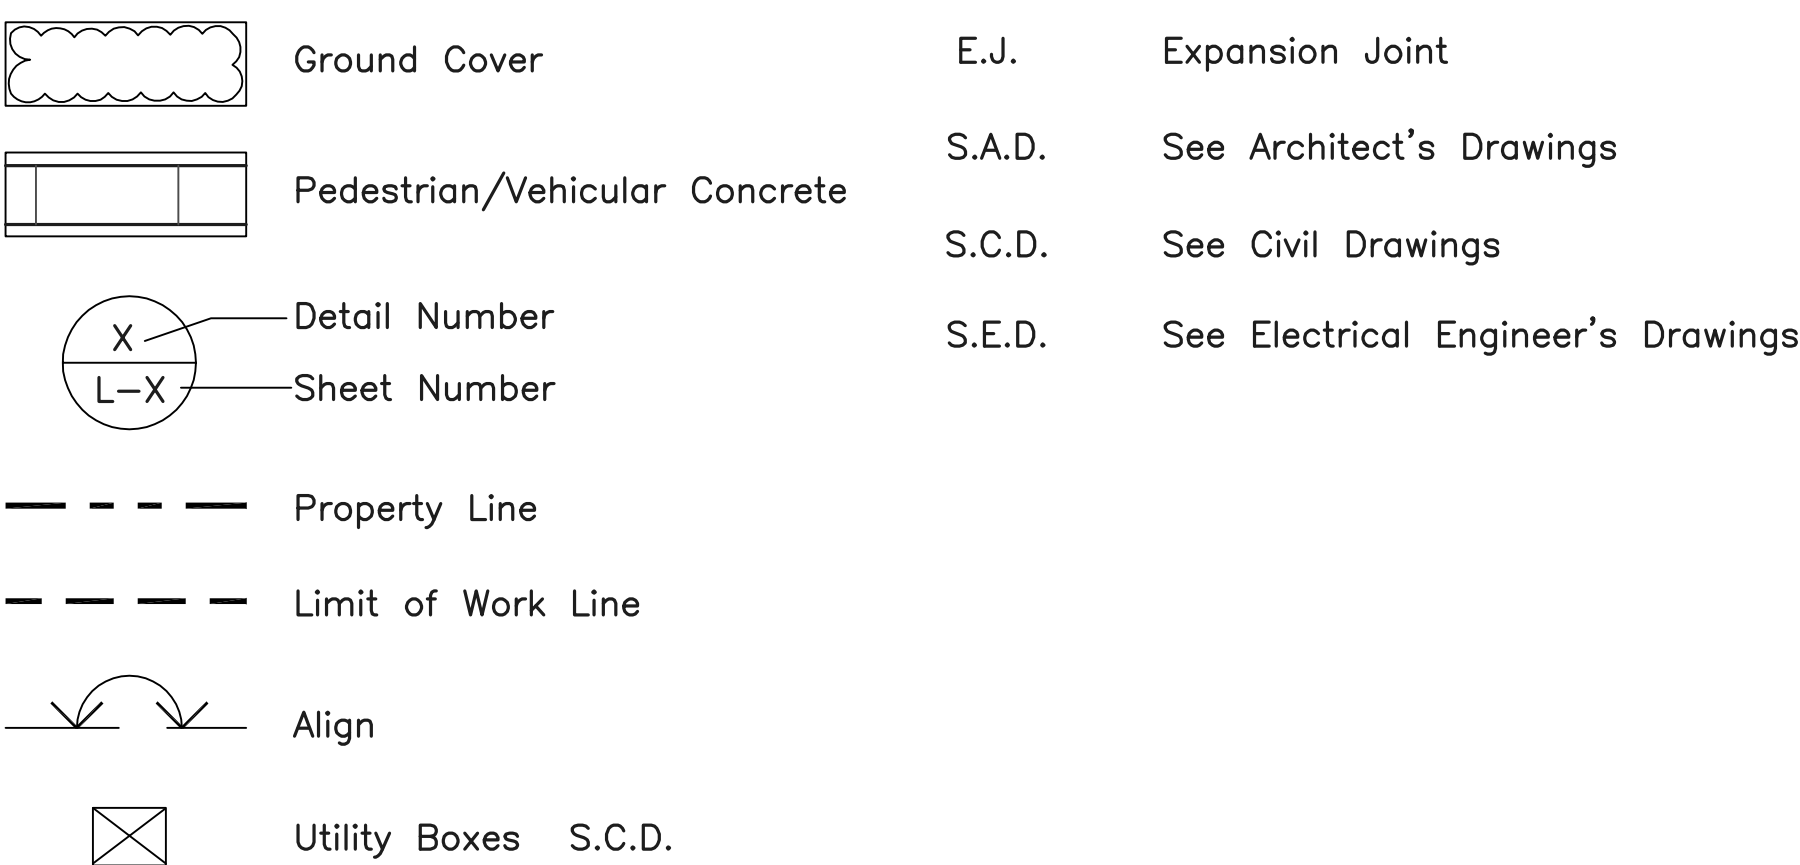 Ground Cover
Pedestrian/Vehicular Concrete
X
Detail Number
L-X
Sheet Number
Property Line
Limit of Work Line
Align
Utility Boxes S.C.D.
E.J. Expansion Joint
S.A.D. See Architect's Drawings
S.C.D. See Civil Drawings
S.E.D. See Electrical Engineer's Drawings